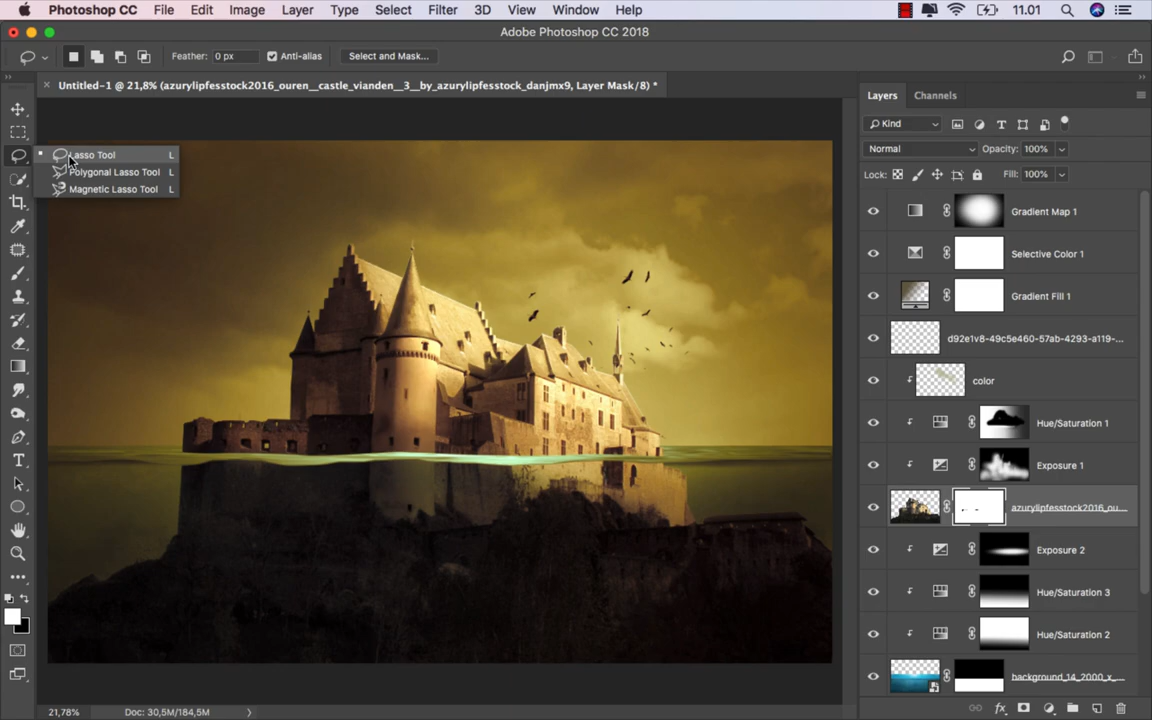 Photoshop CC File Edit Image Layer Type Select Filter 3D View Window Help 11.01
Adobe Photoshop CC 2018
Feather: 0 px Anti-alias Select and Mask...
Untitled-1 @ 21,8% (azurylipfesstock2016_ouren__castle_vianden__3__by_azurylipfesstock_danjmx9, Layer Mask/8) *
Lasso Tool L
Polygonal Lasso Tool L
Magnetic Lasso Tool L
Layers Channels
Kind
Normal Opacity: 100%
Lock: Fill: 100%
Gradient Map 1
Selective Color 1
Gradient Fill 1
d92e1v8-49c5e460-57ab-4293-a119-...
color
Hue/Saturation 1
Exposure 1
azurylipfesstock2016_ou...
Exposure 2
Hue/Saturation 3
Hue/Saturation 2
background_14_2000_x_...
21,78% Doc: 30,5M/184,5M